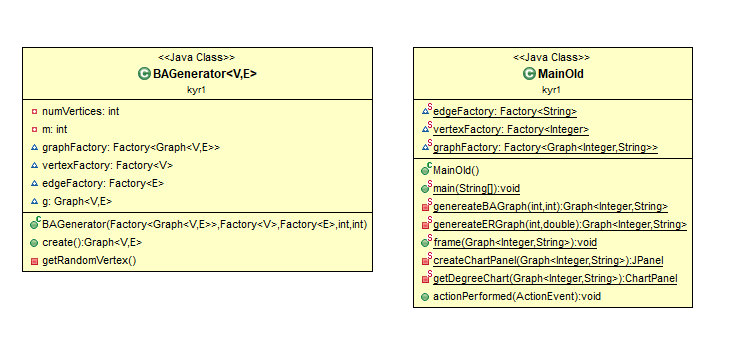 <<Java Class>>
BAGenerator<V,E>
kyr1
numVertices: int
m: int
graphFactory: Factory<Graph<V,E>>
vertexFactory: Factory<V>
edgeFactory: Factory<E>
g: Graph<V,E>
BAGenerator(Factory<Graph<V,E>>,Factory<V>,Factory<E>,int,int)
create():Graph<V,E>
getRandomVertex()
<<Java Class>>
MainOld
kyr1
edgeFactory: Factory<String>
vertexFactory: Factory<Integer>
graphFactory: Factory<Graph<Integer,String>>
MainOld()
main(String[]):void
genereateBAGraph(int,int):Graph<Integer,String>
genereateERGraph(int,double):Graph<Integer,String>
frame(Graph<Integer,String>):void
createChartPanel(Graph<Integer,String>):JPanel
getDegreeChart(Graph<Integer,String>):ChartPanel
actionPerformed(ActionEvent):void